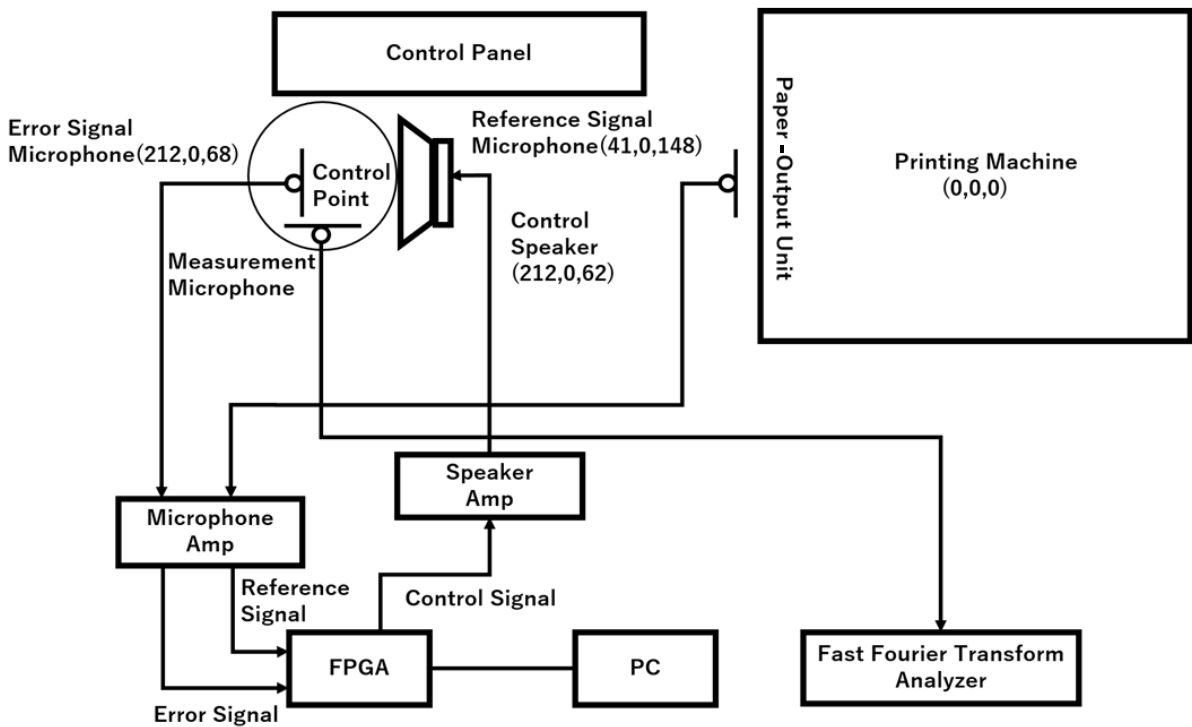 Control Panel
Error Signal
Microphone(212,0,68)
Control
Point
Reference Signal
Microphone(41,0,148)
Paper-Output Unit
Printing Machine
(0,0,0)
Control
Speaker
(212,0,62)
Measurement
Microphone
Speaker
Amp
Microphone
Amp
Reference
Signal
Control Signal
FPGA
PC
Fast Fourier Transform
Analyzer
Error Signal